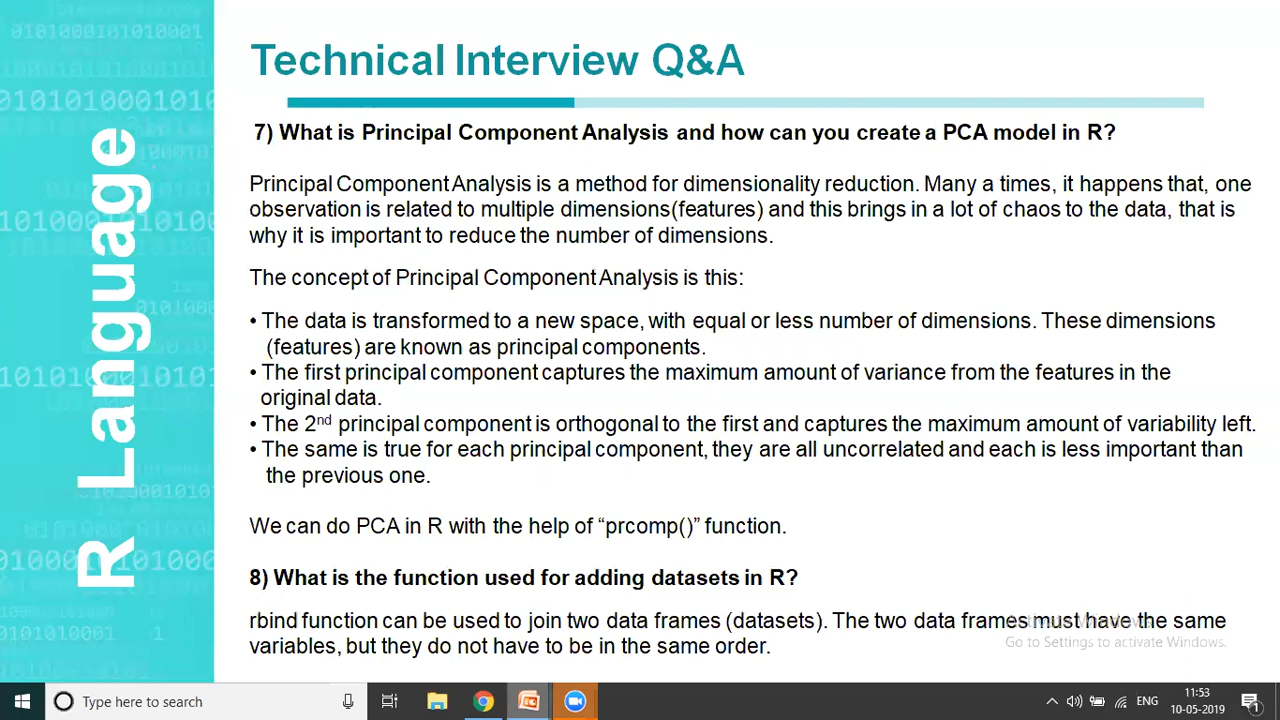 Technical Interview Q&A
R Language
7) What is Principal Component Analysis and how can you create a PCA model in R?
Principal Component Analysis is a method for dimensionality reduction. Many a times, it happens that, one
observation is related to multiple dimensions(features) and this brings in a lot of chaos to the data, that is
why it is important to reduce the number of dimensions.
The concept of Principal Component Analysis is this:
• The data is transformed to a new space, with equal or less number of dimensions. These dimensions
(features) are known as principal components.
• The first principal component captures the maximum amount of variance from the features in the
original data.
• The 2nd principal component is orthogonal to the first and captures the maximum amount of variability left.
• The same is true for each principal component, they are all uncorrelated and each is less important than
the previous one.
We can do PCA in R with the help of “prcomp()” function.
8) What is the function used for adding datasets in R?
rbind function can be used to join two data frames (datasets). The two data frames must have the same
variables, but they do not have to be in the same order.
Activate Windows
Go to Settings to activate Windows.
Type here to search
ENG
11:53
10-05-2019
1